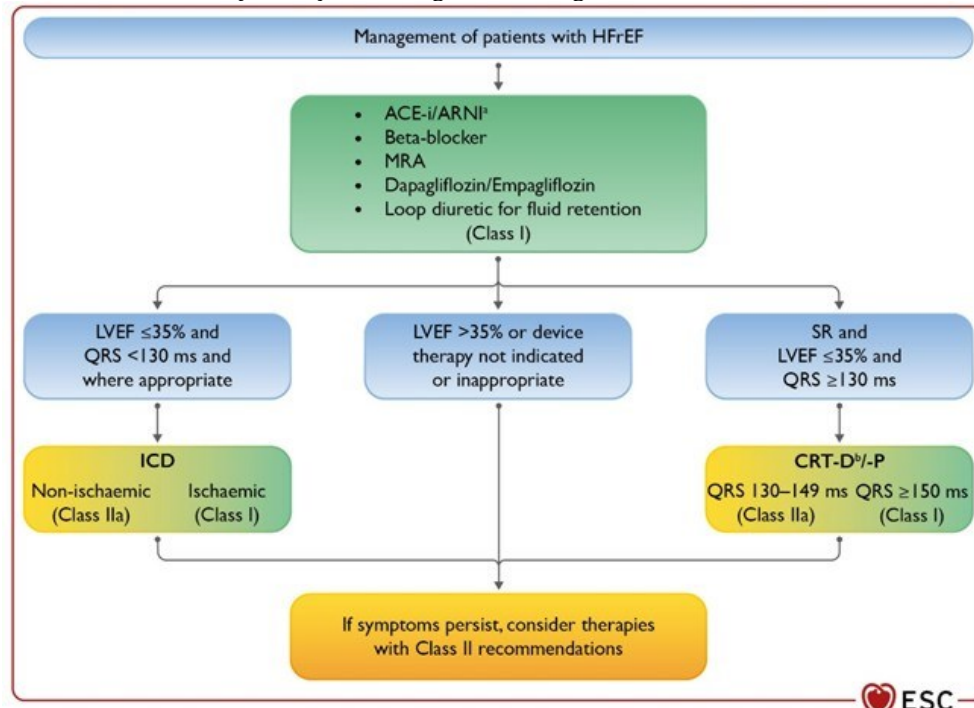 Management of patients with HFrEF
• ACE-i/ARNIᵃ
• Beta-blocker
• MRA
• Dapagliflozin/Empagliflozin
• Loop diuretic for fluid retention
(Class I)
LVEF ≤35% and
QRS <130 ms and
where appropriate
LVEF >35% or device
therapy not indicated
or inappropriate
SR and
LVEF ≤35% and
QRS ≥130 ms
ICD
Non-ischaemic
(Class IIa)
Ischaemic
(Class I)
CRT-Dᵇ/-P
QRS 130–149 ms
(Class IIa)
QRS ≥150 ms
(Class I)
If symptoms persist, consider therapies
with Class II recommendations
ESC